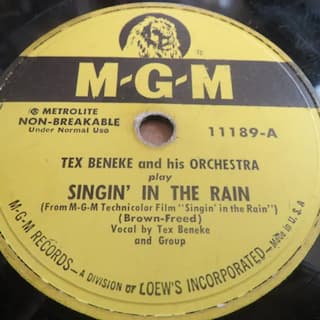 M-G-M
METROLITE
NON-BREAKABLE
Under Normal Use
11189-A
TEX BENEKE and his ORCHESTRA
play
SINGIN' IN THE RAIN
(From M-G-M Technicolor Film "Singin' in the Rain")
(Brown-Freed)
Vocal by Tex Beneke
and Group
M-G-M RECORDS—A DIVISION OF LOEW'S INCORPORATED—Made in U.S.A